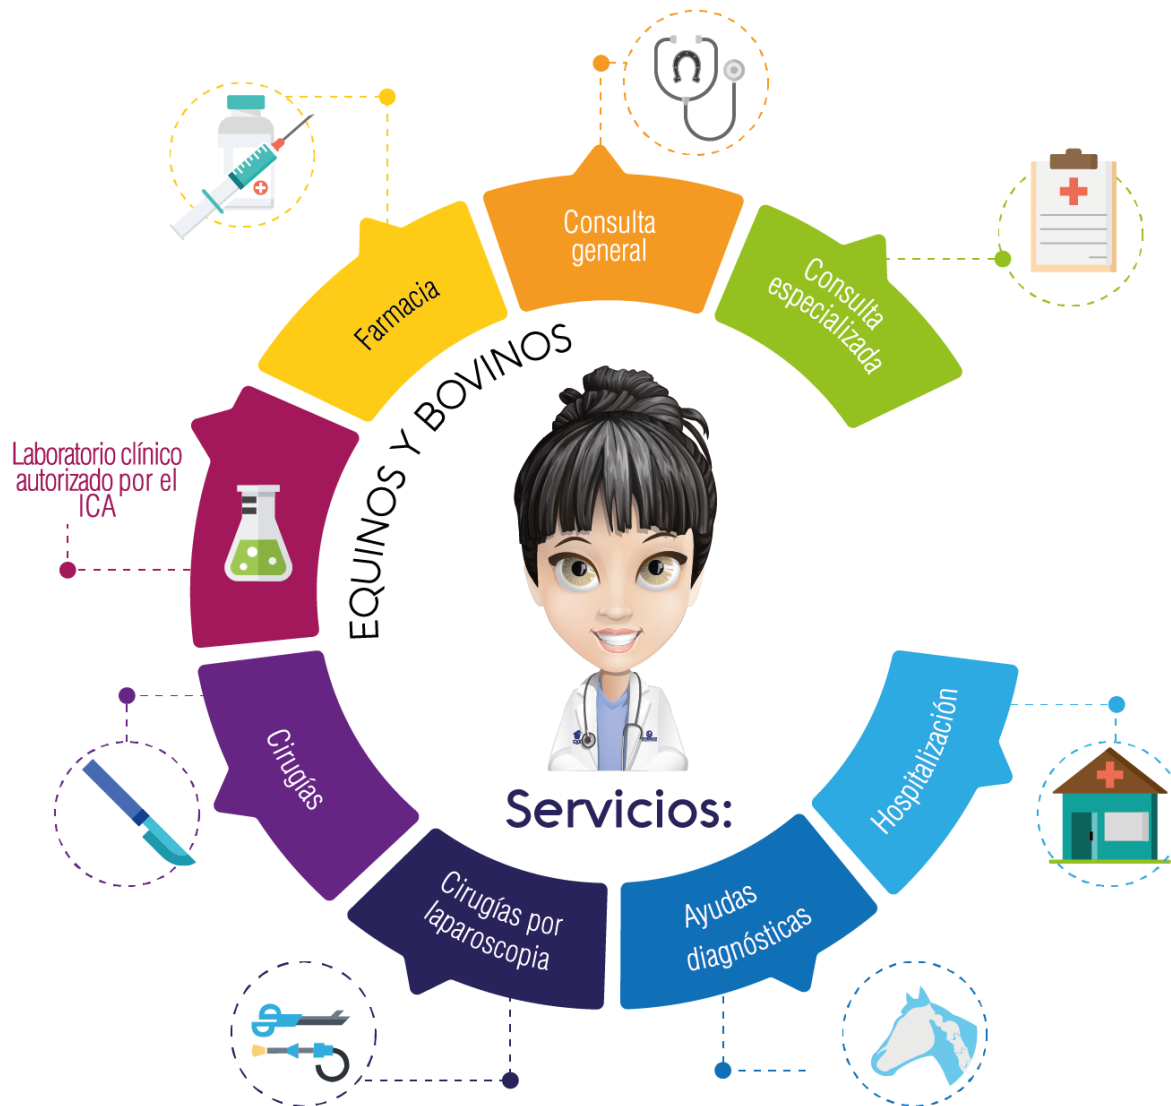 Consulta
general
Consulta
especializada
Farmacia
EQUINOS Y BOVINOS
Laboratorio clínico
autorizado por el
ICA
Cirugías
Servicios:
Hospitalización
Cirugías por
laparoscopia
Ayudas
diagnósticas